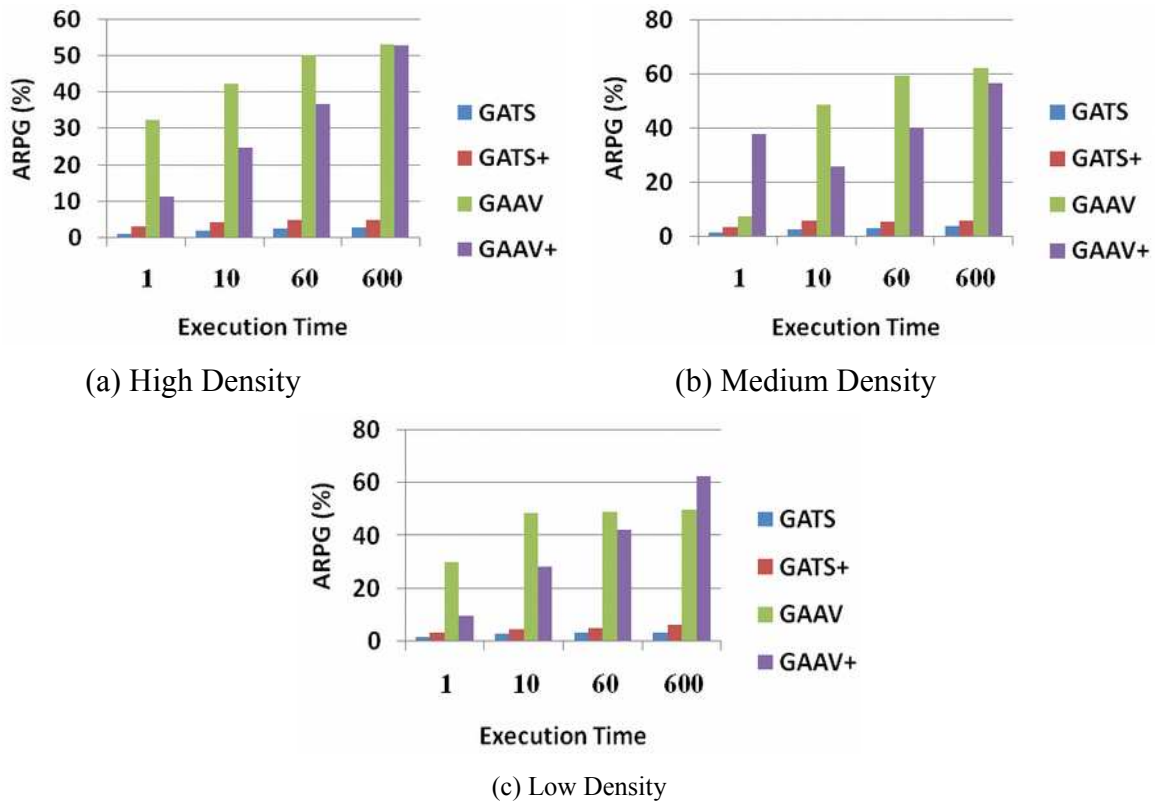 60
50
40
30
20
10
0
ARPG (%)
1 10 60 600
Execution Time
GATS
GATS+
GAAV
GAAV+
(a) High Density
80
60
40
20
0
ARPG (%)
1 10 60 600
Execution Time
GATS
GATS+
GAAV
GAAV+
(b) Medium Density
80
60
40
20
0
ARPG (%)
1 10 60 600
Execution Time
GATS
GATS+
GAAV
GAAV+
(c) Low Density